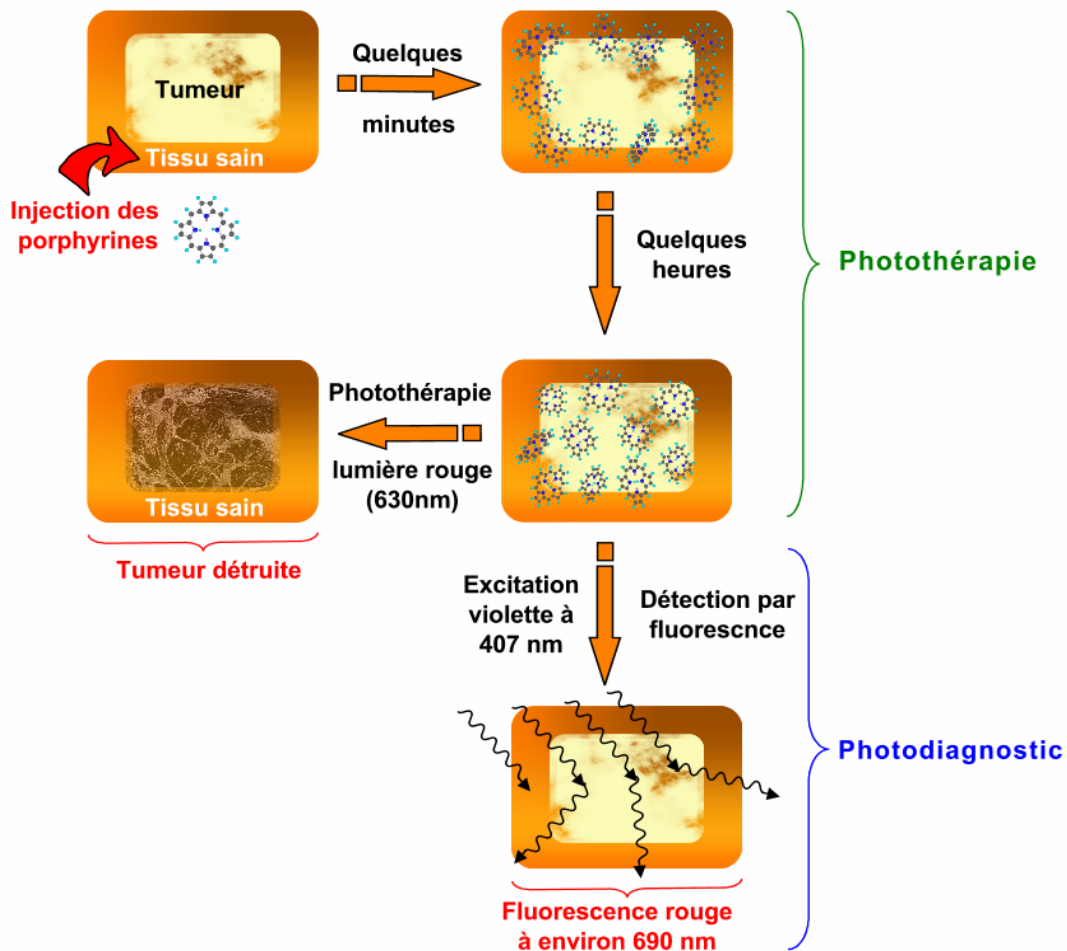 Tumeur
Tissu sain
Injection des
porphyrines
Quelques
minutes
Quelques
heures
Photothérapie
Photothérapie
lumière rouge
(630nm)
Tissu sain
Tumeur détruite
Excitation
violette à
407 nm
Détection par
fluorescnce
Photodiagnostic
Fluorescence rouge
à environ 690 nm